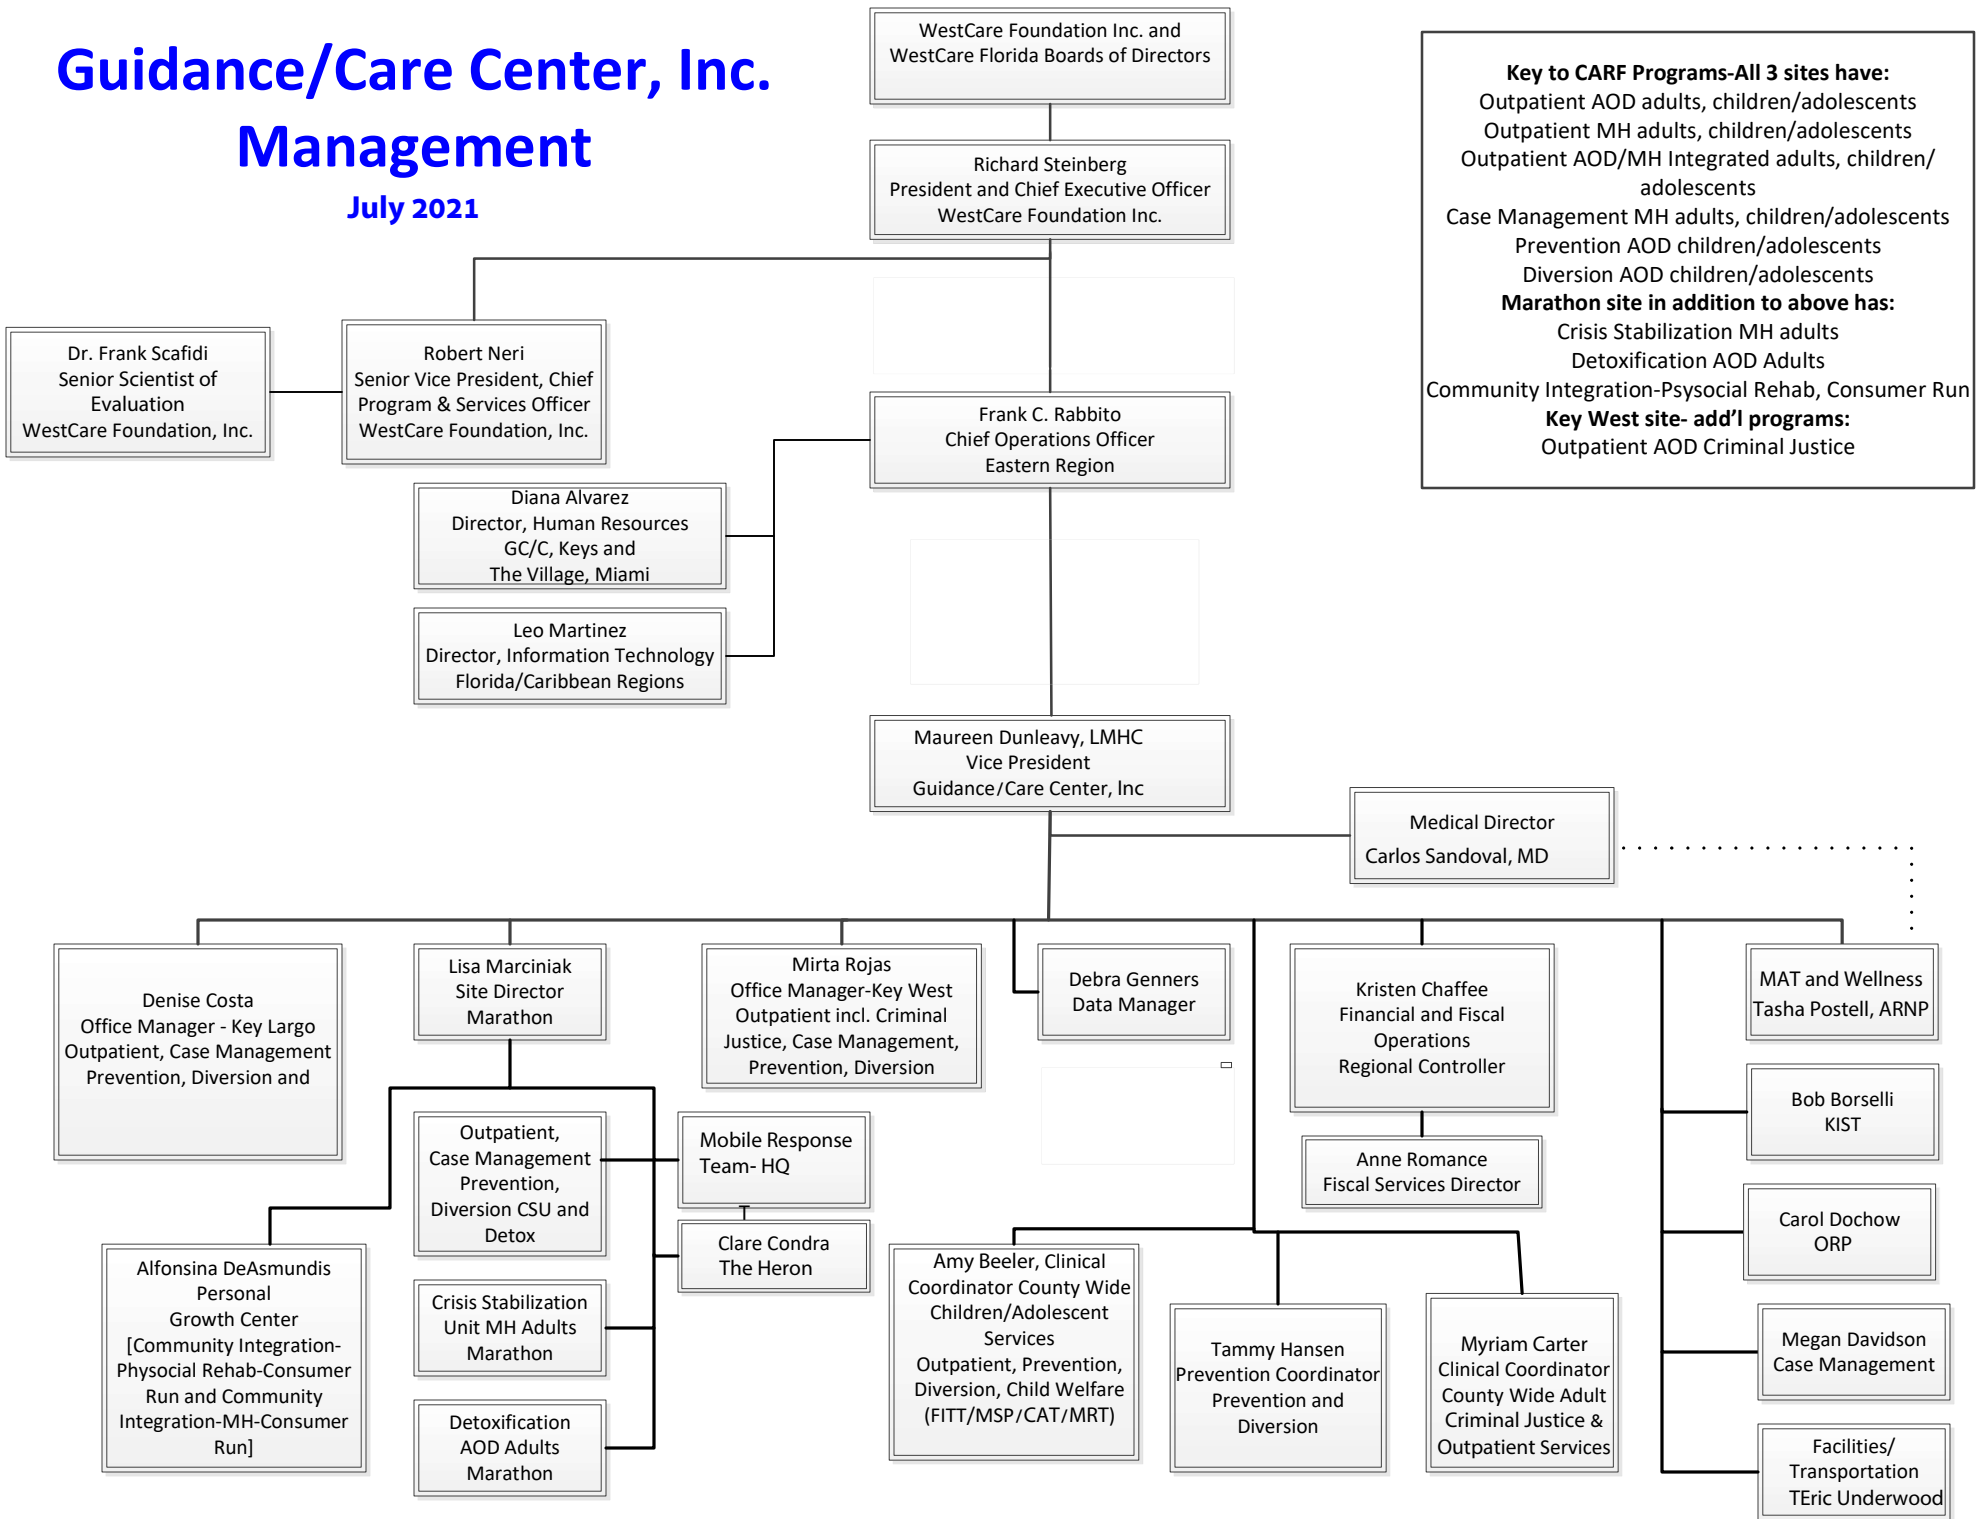 Guidance/Care Center, Inc.
Management
July 2021
WestCare Foundation Inc. and
WestCare Florida Boards of Directors
Key to CARF Programs-All 3 sites have:
Outpatient AOD adults, children/adolescents
Outpatient MH adults, children/adolescents
Outpatient AOD/MH Integrated adults, children/
adolescents
Case Management MH adults, children/adolescents
Prevention AOD children/adolescents
Diversion AOD children/adolescents
Marathon site in addition to above has:
Crisis Stabilization MH adults
Detoxification AOD Adults
Community Integration-Psysocial Rehab, Consumer Run
Key West site- add'l programs:
Outpatient AOD Criminal Justice
Richard Steinberg
President and Chief Executive Officer
WestCare Foundation Inc.
Dr. Frank Scafidi
Senior Scientist of
Evaluation
WestCare Foundation, Inc.
Robert Neri
Senior Vice President, Chief
Program & Services Officer
WestCare Foundation, Inc.
Frank C. Rabbito
Chief Operations Officer
Eastern Region
Diana Alvarez
Director, Human Resources
GC/C, Keys and
The Village, Miami
Leo Martinez
Director, Information Technology
Florida/Caribbean Regions
Maureen Dunleavy, LMHC
Vice President
Guidance/Care Center, Inc
Medical Director
Carlos Sandoval, MD
Denise Costa
Office Manager - Key Largo
Outpatient, Case Management
Prevention, Diversion and
Lisa Marciniak
Site Director
Marathon
Mirta Rojas
Office Manager-Key West
Outpatient incl. Criminal
Justice, Case Management,
Prevention, Diversion
Debra Genners
Data Manager
Kristen Chaffee
Financial and Fiscal
Operations
Regional Controller
MAT and Wellness
Tasha Postell, ARNP
Outpatient,
Case Management
Prevention,
Diversion CSU and
Detox
Mobile Response
Team- HQ
Anne Romance
Fiscal Services Director
Bob Borselli
KIST
Clare Condra
The Heron
Carol Dochow
ORP
Alfonsina DeAsmundis
Personal
Growth Center
[Community Integration-
Physocial Rehab-Consumer
Run and Community
Integration-MH-Consumer
Run]
Crisis Stabilization
Unit MH Adults
Marathon
Detoxification
AOD Adults
Marathon
Amy Beeler, Clinical
Coordinator County Wide
Children/Adolescent
Services
Outpatient, Prevention,
Diversion, Child Welfare
(FITT/MSP/CAT/MRT)
Tammy Hansen
Prevention Coordinator
Prevention and
Diversion
Myriam Carter
Clinical Coordinator
County Wide Adult
Criminal Justice &
Outpatient Services
Megan Davidson
Case Management
Facilities/
Transportation
TEric Underwood